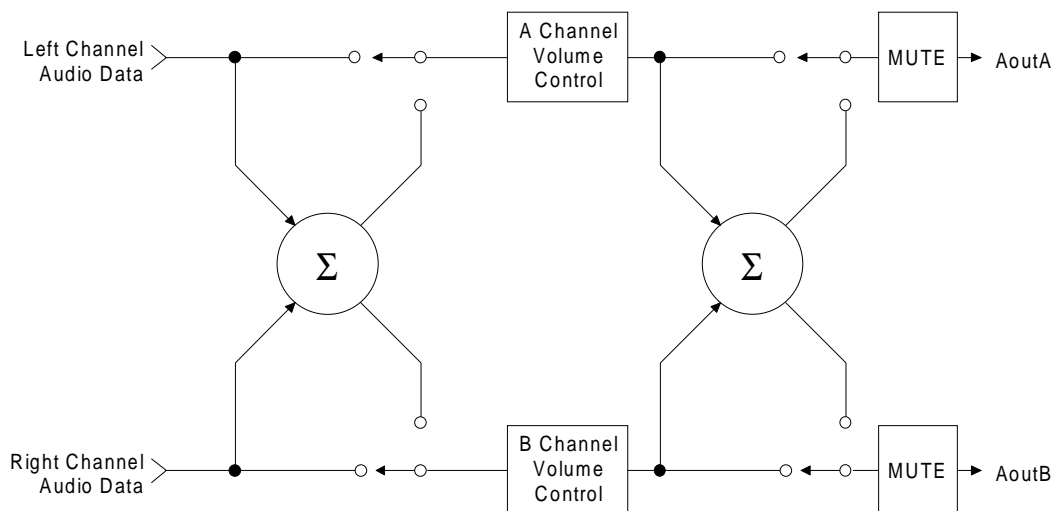 Left Channel
Audio Data
A Channel
Volume
Control
MUTE
AoutA
Σ
Σ
Right Channel
Audio Data
B Channel
Volume
Control
MUTE
AoutB